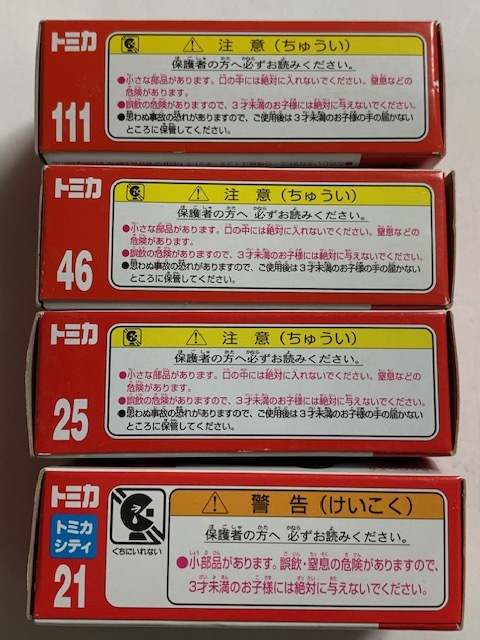 トミカ
111
注意（ちゅうい）
保護者の方へ必ずお読みください。
●小さな部品があります。口の中には絶対に入れないでください。窒息などの
危険があります。
●誤飲の危険がありますので、3才未満のお子様には絶対に与えないでください。
●思わぬ事故の恐れがありますので、ご使用後は3才未満のお子様の手の届かない
ところに保管してください。
トミカ
46
注意（ちゅうい）
保護者の方へ 必ずお読みください。
●小さな部品があります。口の中には絶対に入れないでください。窒息などの
危険があります。
●誤飲の危険がありますので、3才未満のお子様には絶対に与えないでください。
●思わぬ事故の恐れがありますので、ご使用後は3才未満のお子様の手の届かない
ところに保管してください。
トミカ
25
注意（ちゅうい）
保護者の方へ必ずお読みください。
●小さな部品があります。口の中には絶対に入れないでください。窒息などの
危険があります。
●誤飲の危険がありますので、3才未満のお子様には絶対に与えないでください。
●思わぬ事故の恐れがありますので、ご使用後は3才未満のお子様の手の届かない
ところに保管してください。
トミカ
トミカ
シティ
21
くちにいれない
警告（けいこく）
保護者の方へ 必ずお読みください。
●小部品があります。誤飲・窒息の危険がありますので、
3才未満のお子様には絶対に与えないでください。